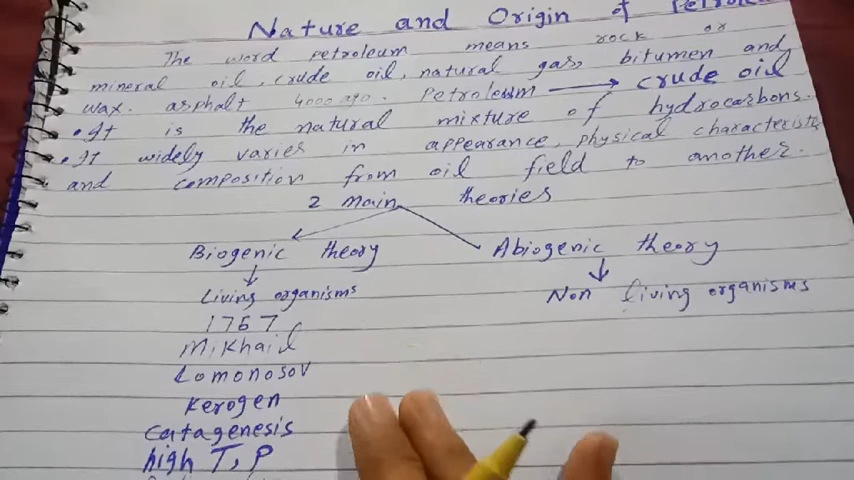 Nature and Origin of Petroleum
The word petroleum means rock or
mineral oil, crude oil, natural gas, bitumen and
wax. asphalt 4000 ago. Petroleum → crude oil
• It is the natural mixture of hydrocarbons.
• It widely varies in appearance, physical characteristi
and composition from oil field to another.
2 main theories
Biogenic theory Abiogenic theory
Living organisms Non living organisms
1767
Mikhail
Lomonosov
Kerogen
Catagenesis
high T, P